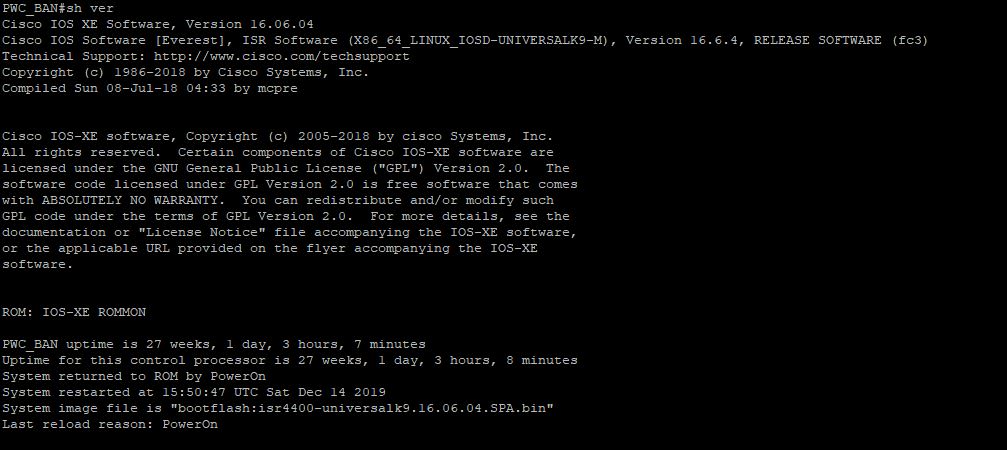 PWC_BAN#sh ver
Cisco IOS XE Software, Version 16.06.04
Cisco IOS Software [Everest], ISR Software (X86_64_LINUX_IOSD-UNIVERSALK9-M), Version 16.6.4, RELEASE SOFTWARE (fc3)
Technical Support: http://www.cisco.com/techsupport
Copyright (c) 1986-2018 by Cisco Systems, Inc.
Compiled Sun 08-Jul-18 04:33 by mcpre
Cisco IOS-XE software, Copyright (c) 2005-2018 by cisco Systems, Inc.
All rights reserved.  Certain components of Cisco IOS-XE software are
licensed under the GNU General Public License ("GPL") Version 2.0.  The
software code licensed under GPL Version 2.0 is free software that comes
with ABSOLUTELY NO WARRANTY.  You can redistribute and/or modify such
GPL code under the terms of GPL Version 2.0.  For more details, see the
documentation or "License Notice" file accompanying the IOS-XE software,
or the applicable URL provided on the flyer accompanying the IOS-XE
software.
ROM: IOS-XE ROMMON
PWC_BAN uptime is 27 weeks, 1 day, 3 hours, 7 minutes
Uptime for this control processor is 27 weeks, 1 day, 3 hours, 8 minutes
System returned to ROM by PowerOn
System restarted at 15:50:47 UTC Sat Dec 14 2019
System image file is "bootflash:isr4400-universalk9.16.06.04.SPA.bin"
Last reload reason: PowerOn